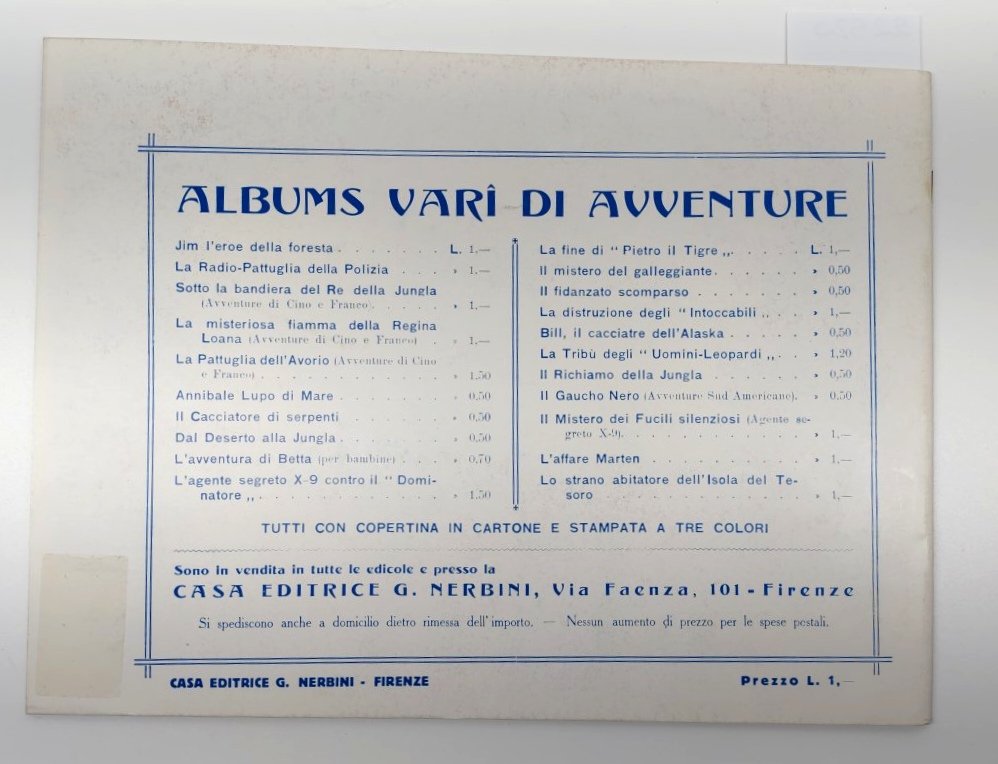 ALBUMS VARÎ DI AVVENTURE
Jim l'eroe della foresta . . . . . . . L. 1,—
La Radio-Pattuglia della Polizia . . . » 1.—
Sotto la bandiera del Re della Jungla
(Avventure di Cino e Franco). . . . . . » 1,—
La misteriosa fiamma della Regina
Loana (Avventure di Cino e Franco) . » 1,—
La Pattuglia dell'Avorio (Avventure di Cino
e Franco) . . . . . . . . . . . . . » 1.50
Annibale Lupo di Mare . . . . . . . » 0,50
Il Cacciatore di serpenti . . . . . . . » 0,50
Dal Deserto alla Jungla . . . . . . . » 0,50
L'avventura di Betta (per bambine) . . . » 0,70
L'agente segreto X-9 contro il " Domi-
natore „ . . . . . . . . . . . . . » 1.50
La fine di " Pietro il Tigre „. . . . . . L. 1,—
Il mistero del galleggiante. . . . . . . » 0,50
Il fidanzato scomparso . . . . . . . . » 0,50
La distruzione degli " Intoccabili „ . . » 1,—
Bill, il cacciatre dell'Alaska . . . . . » 0,50
La Tribù degli " Uomini-Leopardi „ . . » 1,20
Il Richiamo della Jungla . . . . . . . » 0,50
Il Gaucho Nero (Avventure Sud Americane). » 0.50
Il Mistero dei Fucili silenziosi (Agente se-
greto X-9). . . . . . . . . . . . . » 1,—
L'affare Marten . . . . . . . . . . » 1,—
Lo strano abitatore dell'Isola del Te-
soro . . . . . . . . . . . . . . . » 1,—
TUTTI CON COPERTINA IN CARTONE E STAMPATA A TRE COLORI
Sono in vendita in tutte le edicole e presso la
CASA EDITRICE G. NERBINI, Via Faenza, 101 - Firenze
Si spediscono anche a domicilio dietro rimessa dell'importo. — Nessun aumento di prezzo per le spese postali.
CASA EDITRICE G. NERBINI - FIRENZE
Prezzo L. 1,—